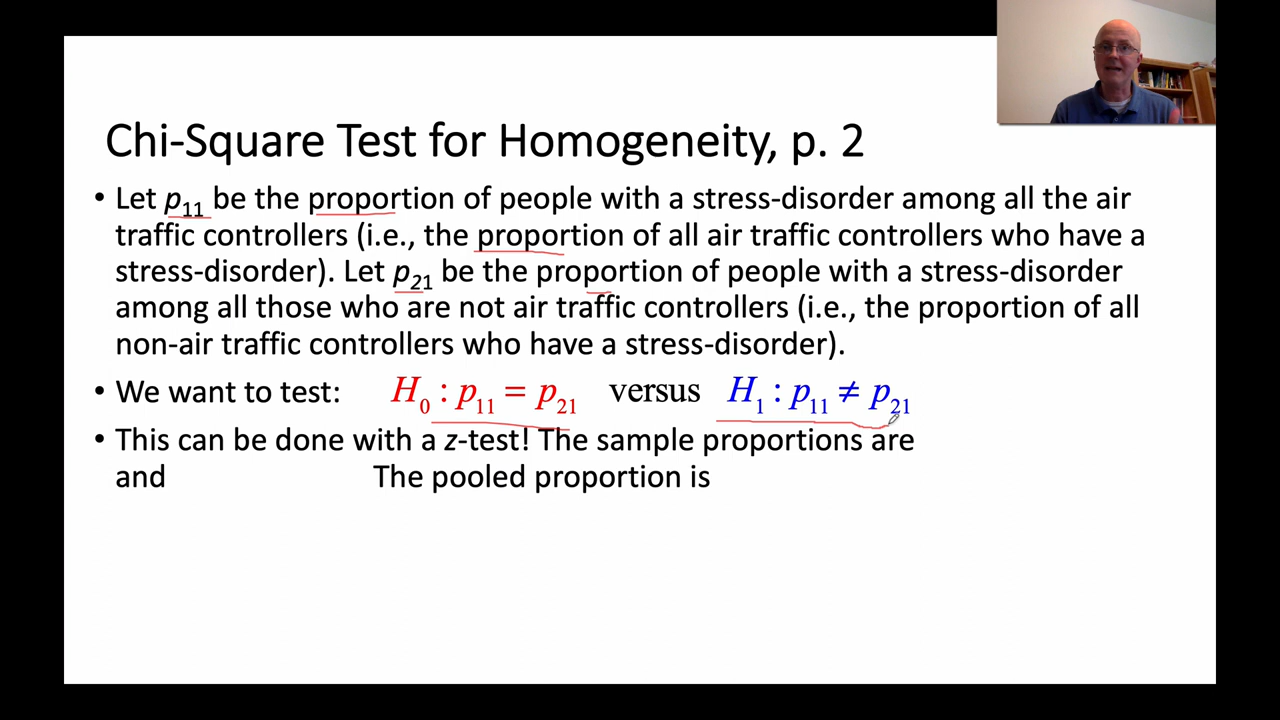 Chi-Square Test for Homogeneity, p. 2
• Let p₁₁ be the proportion of people with a stress-disorder among all the air
traffic controllers (i.e., the proportion of all air traffic controllers who have a
stress-disorder). Let p₂₁ be the proportion of people with a stress-disorder
among all those who are not air traffic controllers (i.e., the proportion of all
non-air traffic controllers who have a stress-disorder).
• We want to test: H₀ : p₁₁ = p₂₁ versus H₁ : p₁₁ ≠ p₂₁
• This can be done with a z-test! The sample proportions are
and The pooled proportion is